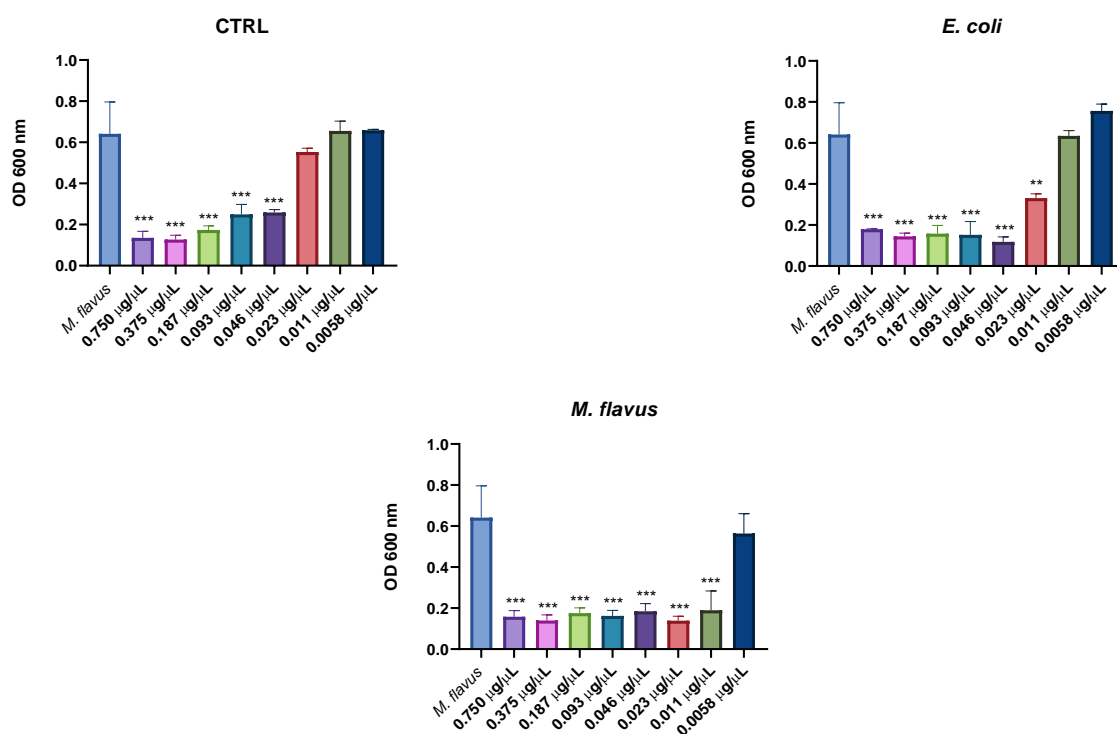 CTRL
OD 600 nm
1.0
0.8
0.6
0.4
0.2
0.0
***
***
***
***
***
M. flavus
0.750 µg/µL
0.375 µg/µL
0.187 µg/µL
0.093 µg/µL
0.046 µg/µL
0.023 µg/µL
0.011 µg/µL
0.0058 µg/µL
E. coli
OD 600 nm
1.0
0.8
0.6
0.4
0.2
0.0
***
***
***
***
***
**
M. flavus
0.750 µg/µL
0.375 µg/µL
0.187 µg/µL
0.093 µg/µL
0.046 µg/µL
0.023 µg/µL
0.011 µg/µL
0.0058 µg/µL
M. flavus
OD 600 nm
1.0
0.8
0.6
0.4
0.2
0.0
***
***
***
***
***
***
***
M. flavus
0.750 µg/µL
0.375 µg/µL
0.187 µg/µL
0.093 µg/µL
0.046 µg/µL
0.023 µg/µL
0.011 µg/µL
0.0058 µg/µL